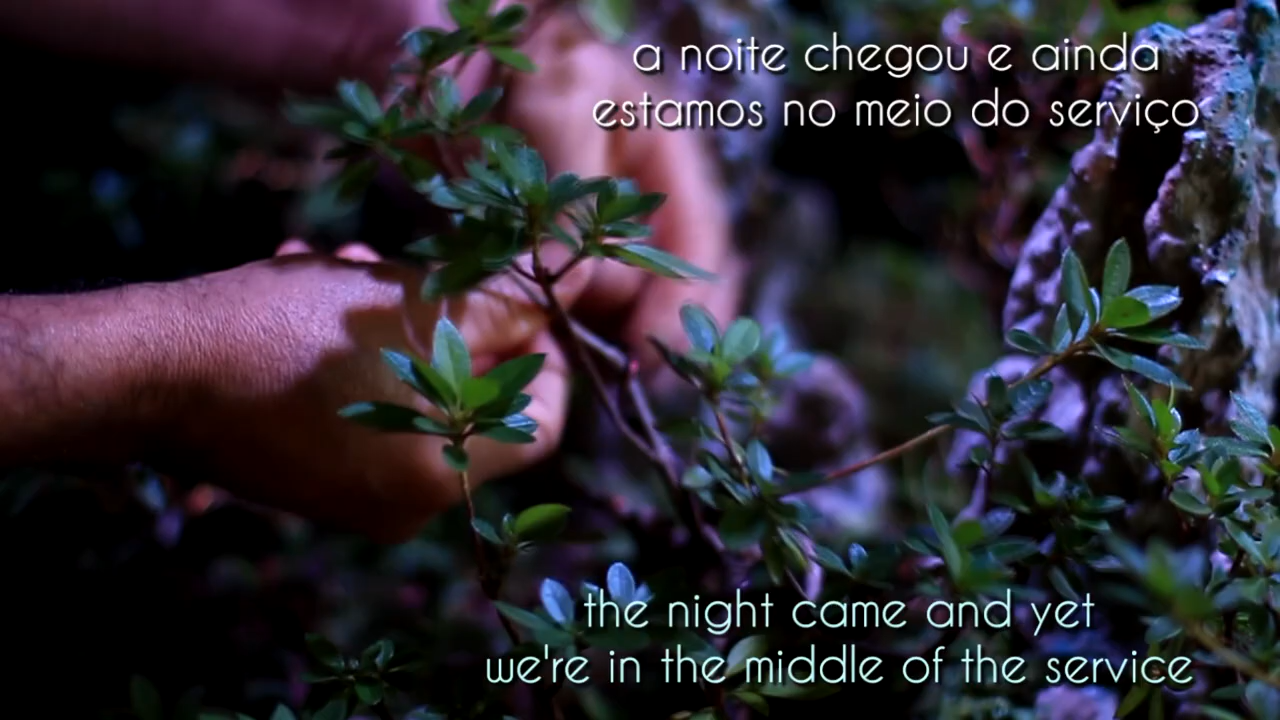 a noite chegou e ainda
estamos no meio do serviço
the night came and yet
we're in the middle of the service